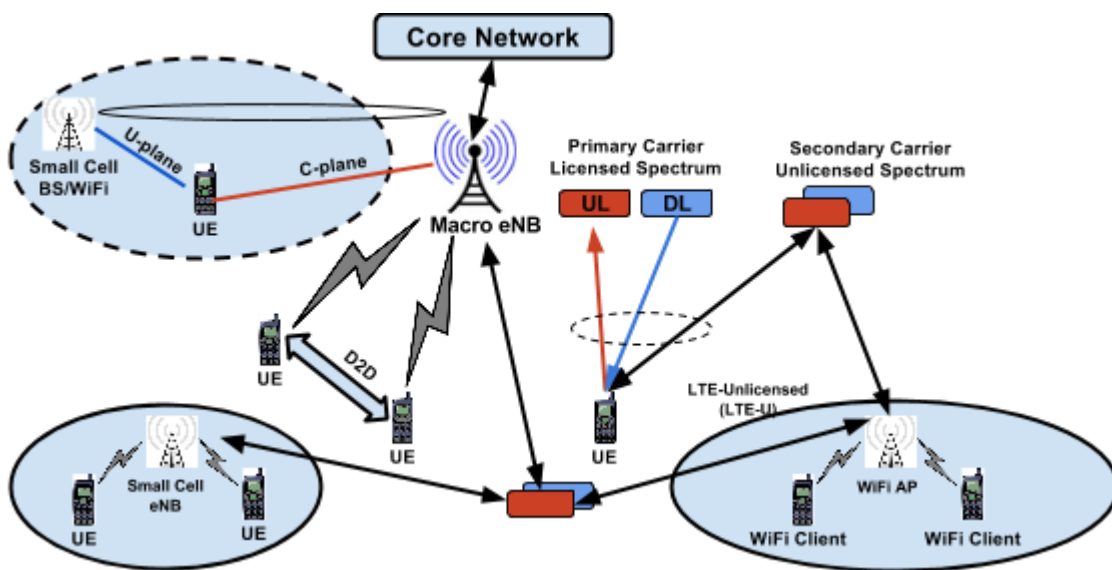 Core Network
U-plane
Small Cell
BS/WiFi
C-plane
UE
Macro eNB
Primary Carrier
Licensed Spectrum
UL
DL
Secondary Carrier
Unlicensed Spectrum
UE
D2D
UE
UE
LTE-Unlicensed
(LTE-U)
Small Cell
eNB
UE
UE
WiFi AP
WiFi Client
WiFi Client